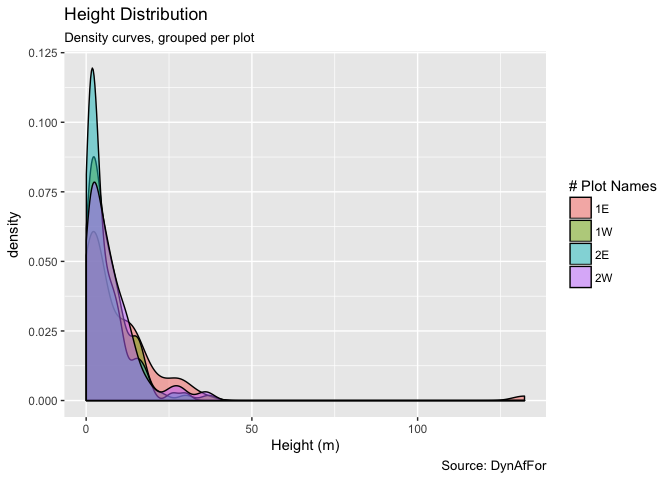 Height Distribution
Density curves, grouped per plot
0.125
0.100
0.075
0.050
0.025
0.000
density
0
50
100
Height (m)
# Plot Names
1E
1W
2E
2W
Source: DynAfFor